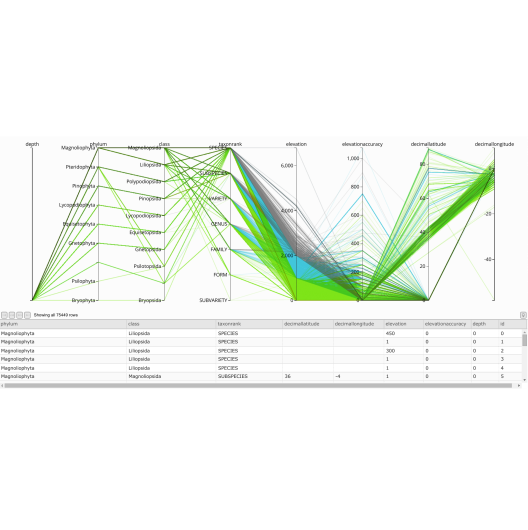 depth phylum class taxonrank elevation elevationaccuracy decimallatitude decimallongitude
Magnoliophyta Magnoliopsida SPECIES
Pteridophyta Liliopsida SUBSPECIES 6,000 1,000 80
Pinophyta Polypodiopsida VARIETY 800 60 -20
Lycopodiophyta Pinopsida 4,000 600
Equisetophyta Lycopodiopsida GENUS 40
Gnetophyta Equisetopsida FAMILY 2,000 400 -40
Gnetopsida 200 20
Psilophyta Psilotopsida FORM
Bryophyta Bryopsida SUBVARIETY 0 0
Showing all 75449 rows
phylum class taxonrank decimallatitude decimallongitude elevation elevationaccuracy depth id
Magnoliophyta Liliopsida SPECIES 450 0 0 0
Magnoliophyta Liliopsida SPECIES 1 0 0 1
Magnoliophyta Liliopsida SPECIES 300 0 0 2
Magnoliophyta Liliopsida SPECIES 1 0 0 3
Magnoliophyta Liliopsida SPECIES 1 0 0 4
Magnoliophyta Magnoliopsida SUBSPECIES 36 -4 1 0 0 5